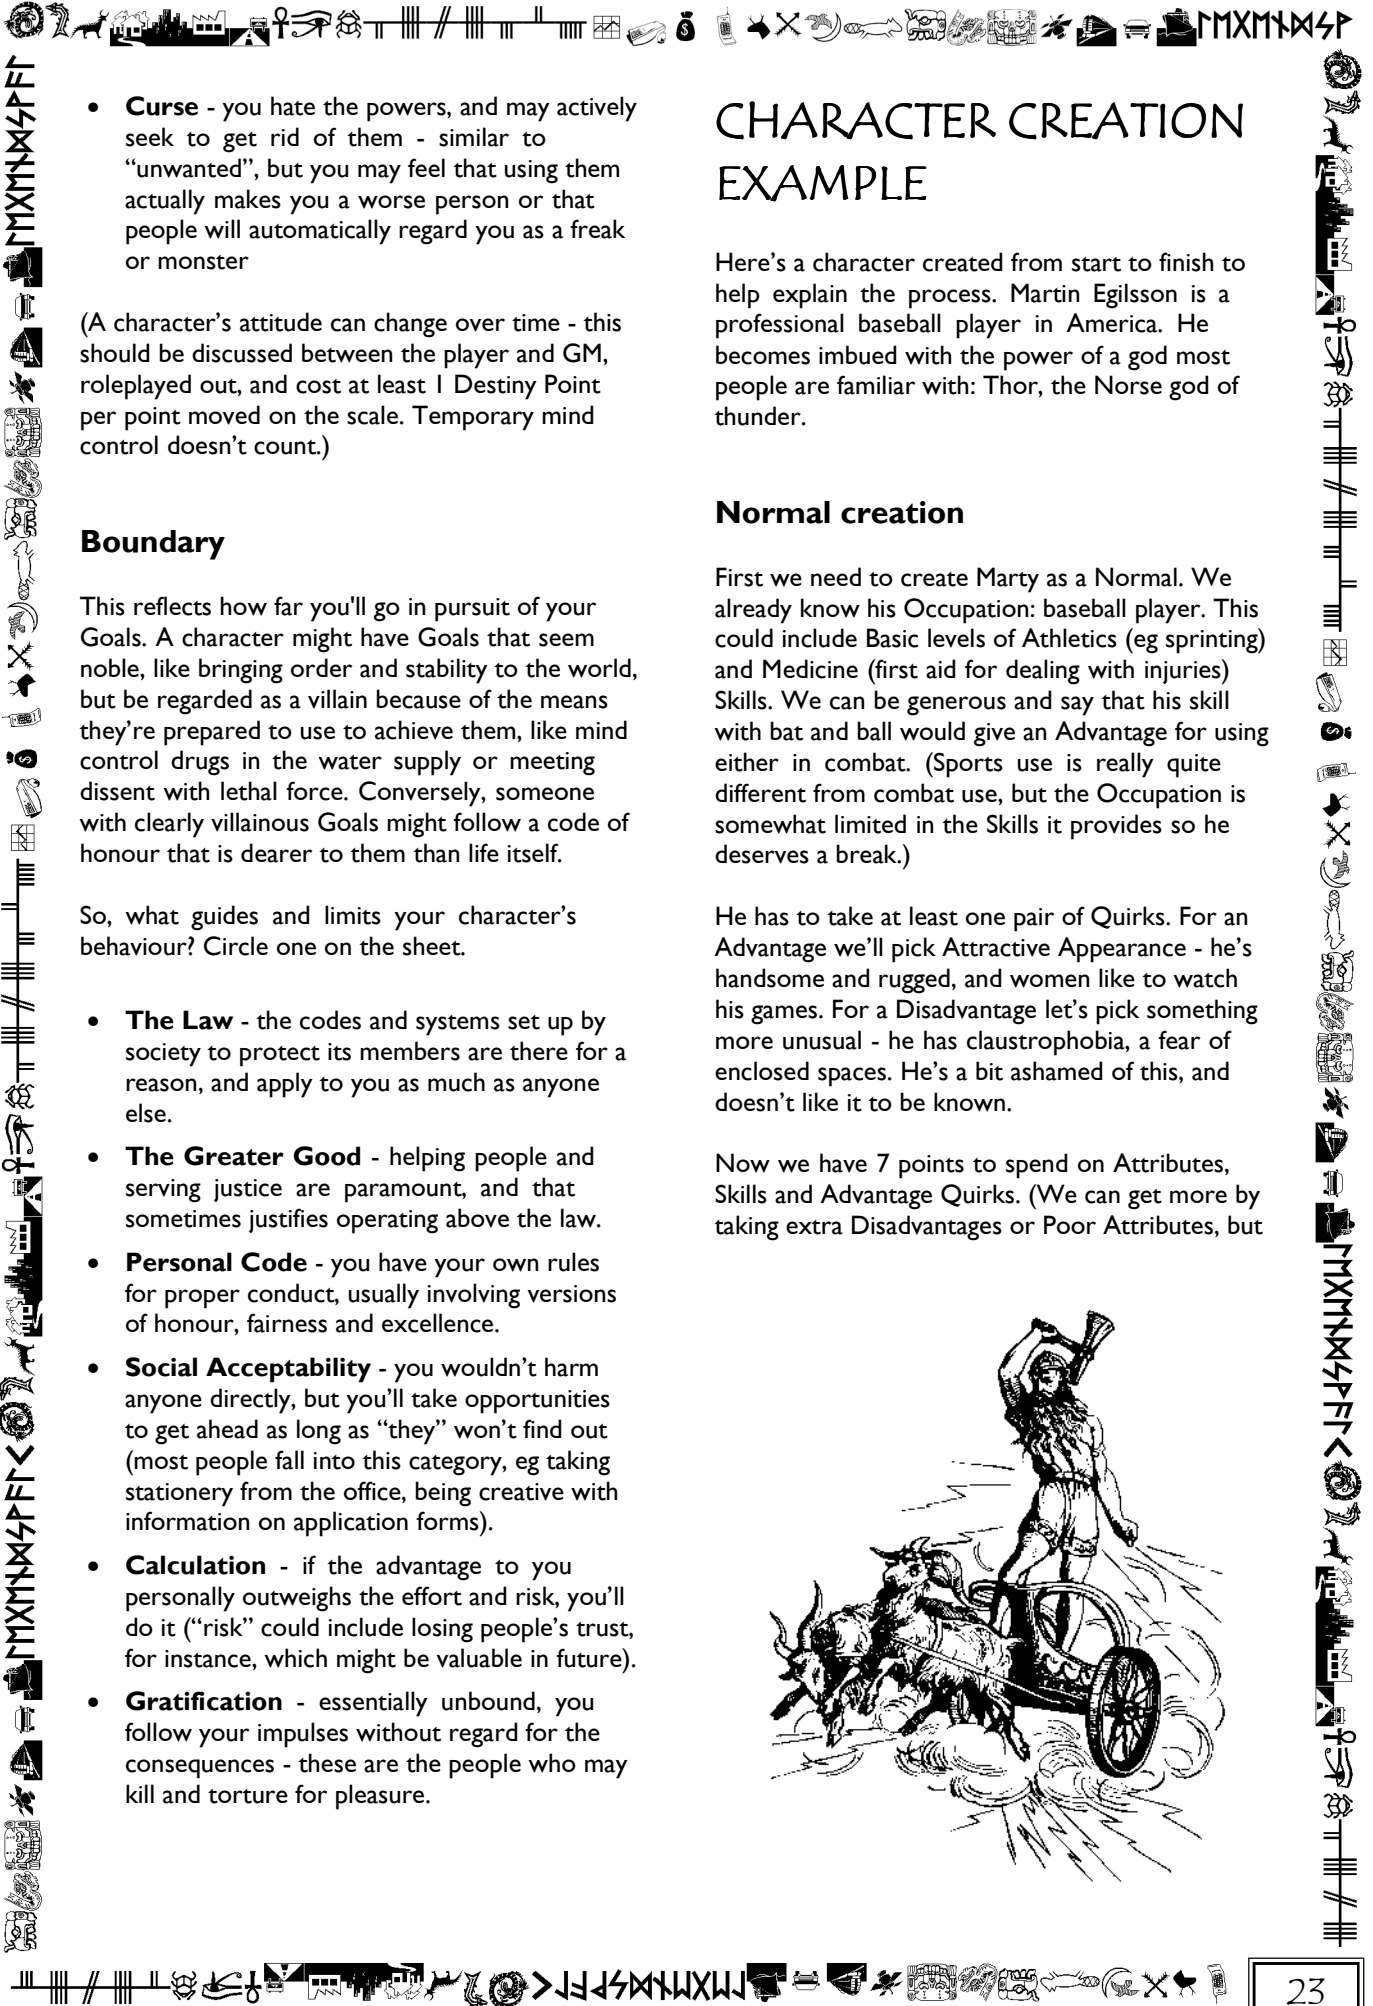 • Curse - you hate the powers, and may actively
seek to get rid of them - similar to
“unwanted”, but you may feel that using them
actually makes you a worse person or that
people will automatically regard you as a freak
or monster
(A character’s attitude can change over time - this
should be discussed between the player and GM,
roleplayed out, and cost at least 1 Destiny Point
per point moved on the scale. Temporary mind
control doesn’t count.)
Boundary
This reflects how far you'll go in pursuit of your
Goals. A character might have Goals that seem
noble, like bringing order and stability to the world,
but be regarded as a villain because of the means
they’re prepared to use to achieve them, like mind
control drugs in the water supply or meeting
dissent with lethal force. Conversely, someone
with clearly villainous Goals might follow a code of
honour that is dearer to them than life itself.
So, what guides and limits your character’s
behaviour? Circle one on the sheet.
• The Law - the codes and systems set up by
society to protect its members are there for a
reason, and apply to you as much as anyone
else.
• The Greater Good - helping people and
serving justice are paramount, and that
sometimes justifies operating above the law.
• Personal Code - you have your own rules
for proper conduct, usually involving versions
of honour, fairness and excellence.
• Social Acceptability - you wouldn’t harm
anyone directly, but you’ll take opportunities
to get ahead as long as “they” won’t find out
(most people fall into this category, eg taking
stationery from the office, being creative with
information on application forms).
• Calculation - if the advantage to you
personally outweighs the effort and risk, you’ll
do it (“risk” could include losing people’s trust,
for instance, which might be valuable in future).
• Gratification - essentially unbound, you
follow your impulses without regard for the
consequences - these are the people who may
kill and torture for pleasure.
CHARACTER CREATION
EXAMPLE
Here’s a character created from start to finish to
help explain the process. Martin Egilsson is a
professional baseball player in America. He
becomes imbued with the power of a god most
people are familiar with: Thor, the Norse god of
thunder.
Normal creation
First we need to create Marty as a Normal. We
already know his Occupation: baseball player. This
could include Basic levels of Athletics (eg sprinting)
and Medicine (first aid for dealing with injuries)
Skills. We can be generous and say that his skill
with bat and ball would give an Advantage for using
either in combat. (Sports use is really quite
different from combat use, but the Occupation is
somewhat limited in the Skills it provides so he
deserves a break.)
He has to take at least one pair of Quirks. For an
Advantage we’ll pick Attractive Appearance - he’s
handsome and rugged, and women like to watch
his games. For a Disadvantage let’s pick something
more unusual - he has claustrophobia, a fear of
enclosed spaces. He’s a bit ashamed of this, and
doesn’t like it to be known.
Now we have 7 points to spend on Attributes,
Skills and Advantage Quirks. (We can get more by
taking extra Disadvantages or Poor Attributes, but
23